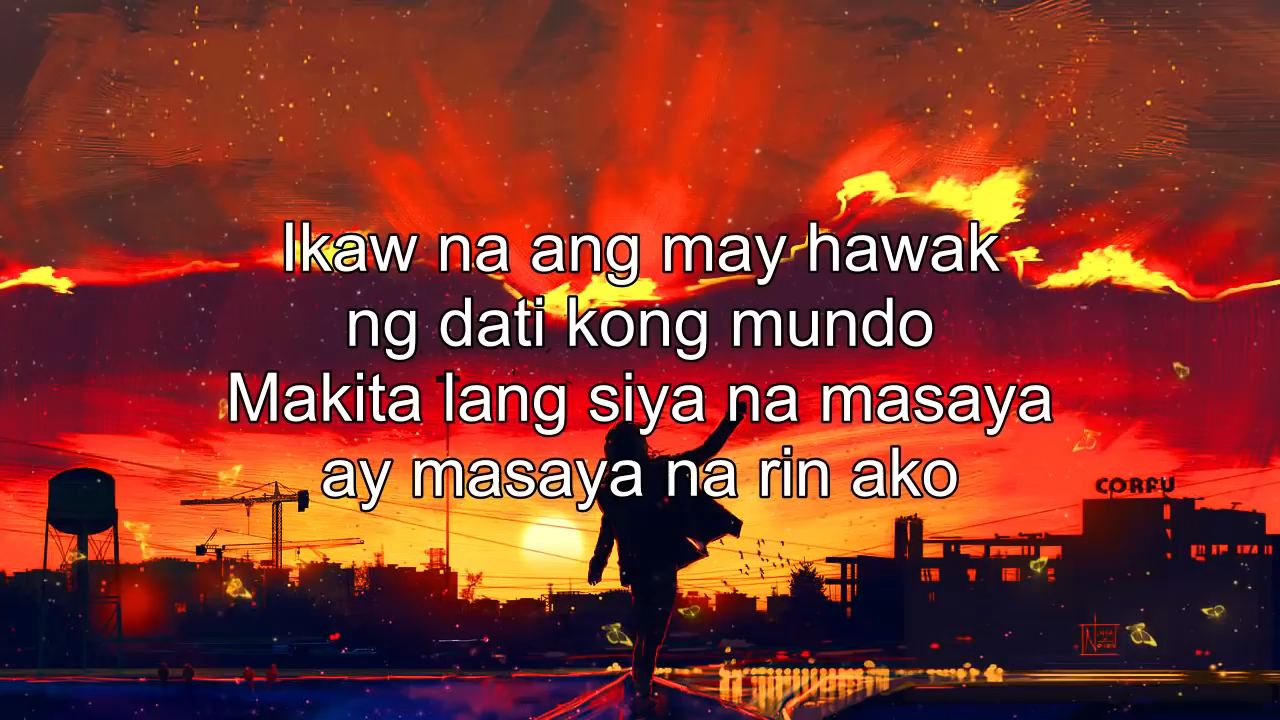 Ikaw na ang may hawak
ng dati kong mundo
Makita lang siya na masaya
ay masaya na rin ako
CORFU